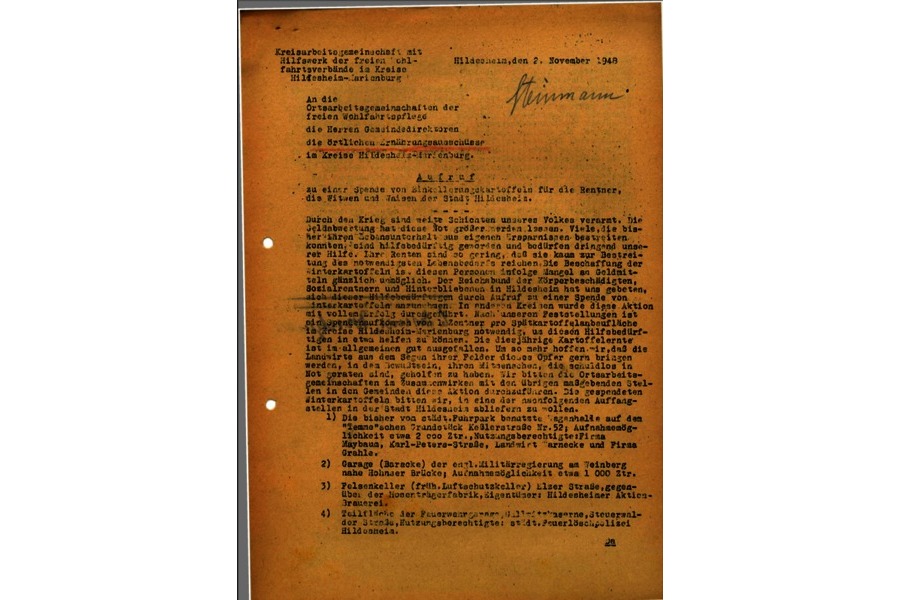 Kreisarbeitsgemeinschaft mit
Hilfswerk der freien Wohl-
fahrtsverbände im Kreise
Hildesheim-Marienburg
Hildesheim,den 2. November 1948
Steinmann
An die
Ortsarbeitsgemeinschaften der
freien Wohlfahrtspflege
die Herren Gemeindedirektoren
die örtlichen Ernährungsausschüsse
im Kreise Hildesheim-Marienburg.
A u f r u f
zu einer Spende von Einkellerungskartoffeln für die Rentner,
die Witwen und Waisen der Stadt Hildesheim.
- - - -
Durch den Krieg sind weite Schichten unseres Volkes verarmt. Die
Geldabwertung hat diese Not größer werden lassen. Viele,die bis-
her ihren Lebensunterhalt aus eigenen Ersparnissen bestreiten
konnten, sind hilfsbedürftig geworden und bedürfen dringend unse-
rer Hilfe. Ihre Renten sind so gering, daß sie kaum zur Bestrei-
tung des notwendigsten Lebensbedarfs reichen.Die Beschaffung der
Winterkartoffeln ist diesen Personen infolge Mangel an Geldmit-
teln gänzlich unmöglich. Der Reichsbund der Körperbeschädigten,
Sozialrentnern und Hinterbliebenen in Hildesheim hat uns gebeten,
sich dieser Hilfsbedürftigen durch Aufruf zu einer Spende von
Winterkartoffeln anzunehmen. In anderen Kreisen wurde diese Aktion
mit vollem Erfolg durchgeführt. Nach unseren Feststellungen ist
ein Spendenaufkommen von Zentner pro Spätkartoffelanbaufläche
im Kreise Hildesheim-Marienburg notwendig, um diesen Hilfsbedürf-
tigen in etwa helfen zu können. Die diesjährige Kartoffelernte
ist im allgemeinen gut ausgefallen. Um so mehr hoffen wir,daß die
Landwirte aus dem Segen ihrer Felder dieses Opfer gern bringen
werden, in dem Bewußtsein, ihren Mitmenschen, die schuldlos in
Not geraten sind, geholfen zu haben. Wir bitten die Ortsarbeits-
gemeinschaften in Zusammenwirken mit den übrigen maßgebenden Stel-
len in den Gemeinden diese Aktion durchzuführen. Die gespendeten
Winterkartoffeln bitten wir, in eine der nachfolgenden Auffang-
stellen in der Stadt Hildesheim abliefern zu wollen.
1) Die bisher von städt.Fuhrpark benutzte Wagenhalle auf dem
"Temme"schen Grundstück Keßlerstraße Nr.52; Aufnahmemög-
lichkeit etwa 2 000 Ztr.,Nutzungsberechtigte:Firma
Maybaum, Karl-Peters-Straße, Landwirt Warnecke und Firma
Grahle.
2) Garage (Baracke) der engl.Militärregierung am Weinberg
nahe Hohnser Brücke; Aufnahmemöglichkeit etwa 1 000 Ztr.
3) Felsenkeller (früh.Luftschutzkeller) Elzer Straße,gegen-
über der Hosenträgerfabrik,Eigentümer: Hildesheimer Aktien-
Brauerei.
4) Teilfläche der Feuerwehrgarage, Steuerwal-
der Straße,Nutzungsberechtigte: städt.Feuerlöschpolizei
Hildesheim.